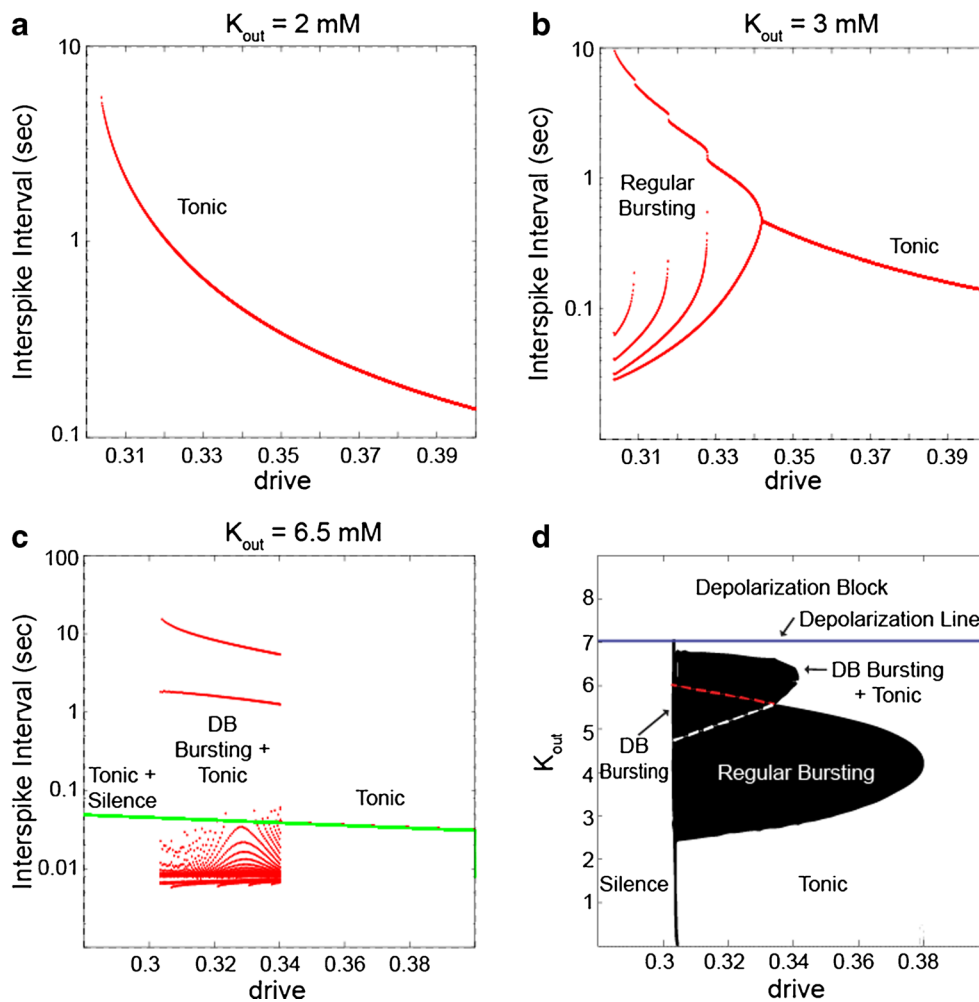 a
K_out = 2 mM
10
1
0.1
Interspike Interval (sec)
Tonic
0.31 0.33 0.35 0.37 0.39
drive
b
K_out = 3 mM
10
1
0.1
Interspike Interval (sec)
Regular
Bursting
Tonic
0.31 0.33 0.35 0.37 0.39
drive
c
K_out = 6.5 mM
100
10
1
0.1
0.01
Interspike Interval (sec)
Tonic +
Silence
DB
Bursting +
Tonic
Tonic
0.3 0.32 0.34 0.36 0.38
drive
d
8
7
6
5
4
3
2
1
K_out
Depolarization Block
Depolarization Line
DB Bursting
+ Tonic
DB
Bursting
Regular Bursting
Silence
Tonic
0.3 0.32 0.34 0.36 0.38
drive